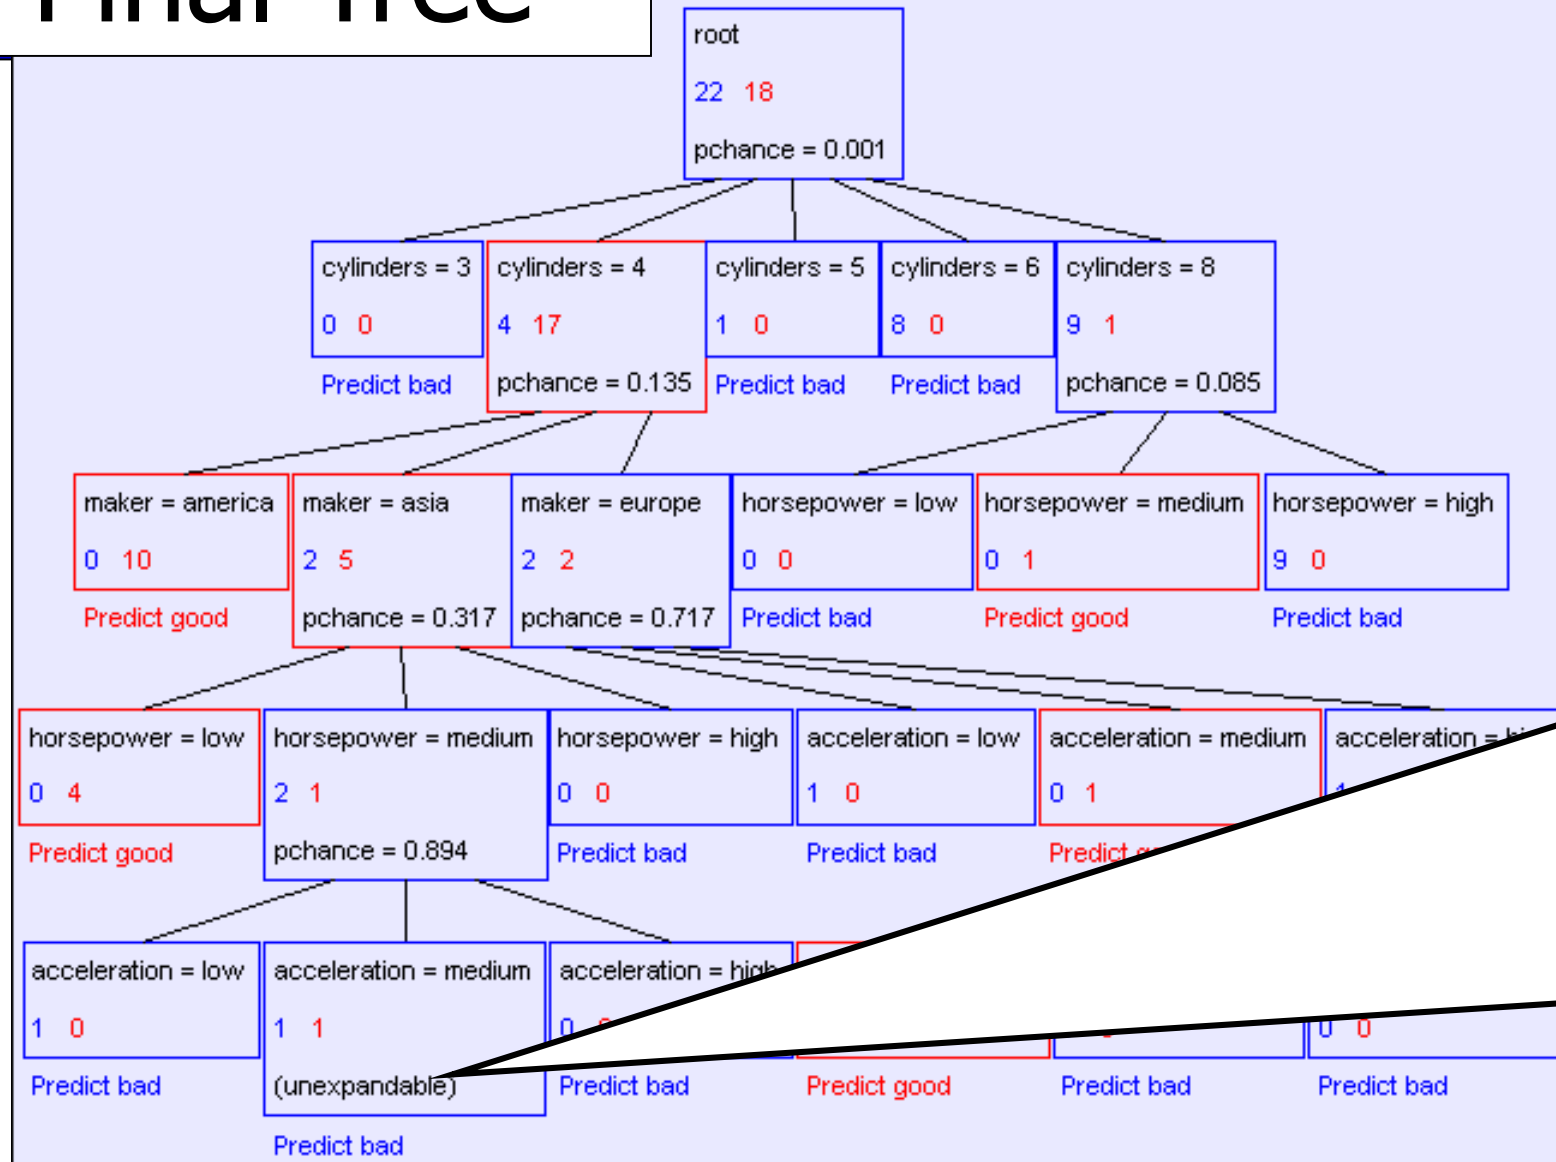 Final Tree
root
22 18
pchance = 0.001
cylinders = 3
0 0
Predict bad
cylinders = 4
4 17
pchance = 0.135
cylinders = 5
1 0
Predict bad
cylinders = 6
8 0
Predict bad
cylinders = 8
9 1
pchance = 0.085
maker = america
0 10
Predict good
maker = asia
2 5
pchance = 0.317
maker = europe
2 2
pchance = 0.717
horsepower = low
0 0
Predict bad
horsepower = medium
0 1
Predict good
horsepower = high
9 0
Predict bad
horsepower = low
0 4
Predict good
horsepower = medium
2 1
pchance = 0.894
horsepower = high
0 0
Predict bad
acceleration = low
1 0
Predict bad
acceleration = medium
0 1
Predict
acceleration =
acceleration = low
1 0
Predict bad
acceleration = medium
1 1
(unexpandable)
Predict bad
acceleration = high
0
Predict bad
Predict good
Predict bad
0 0
Predict bad